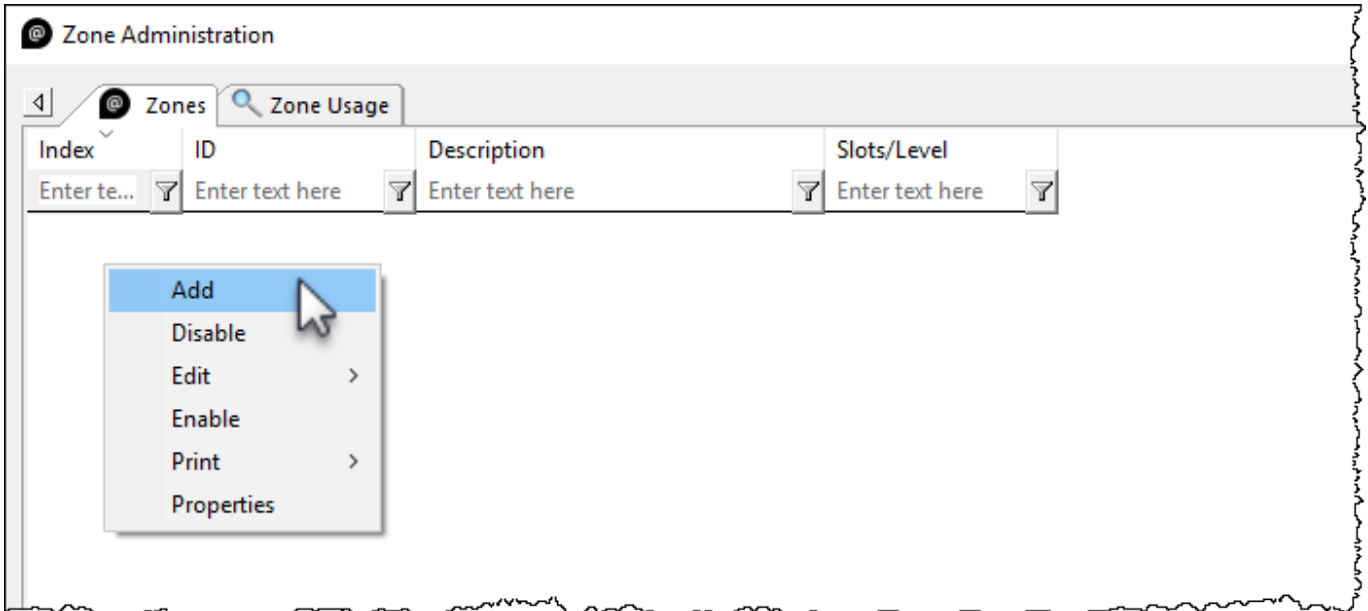 @ Zone Administration
@ Zones Zone Usage
Index ID Description Slots/Level
Enter te... Enter text here Enter text here Enter text here
Add
Disable
Edit >
Enable
Print >
Properties